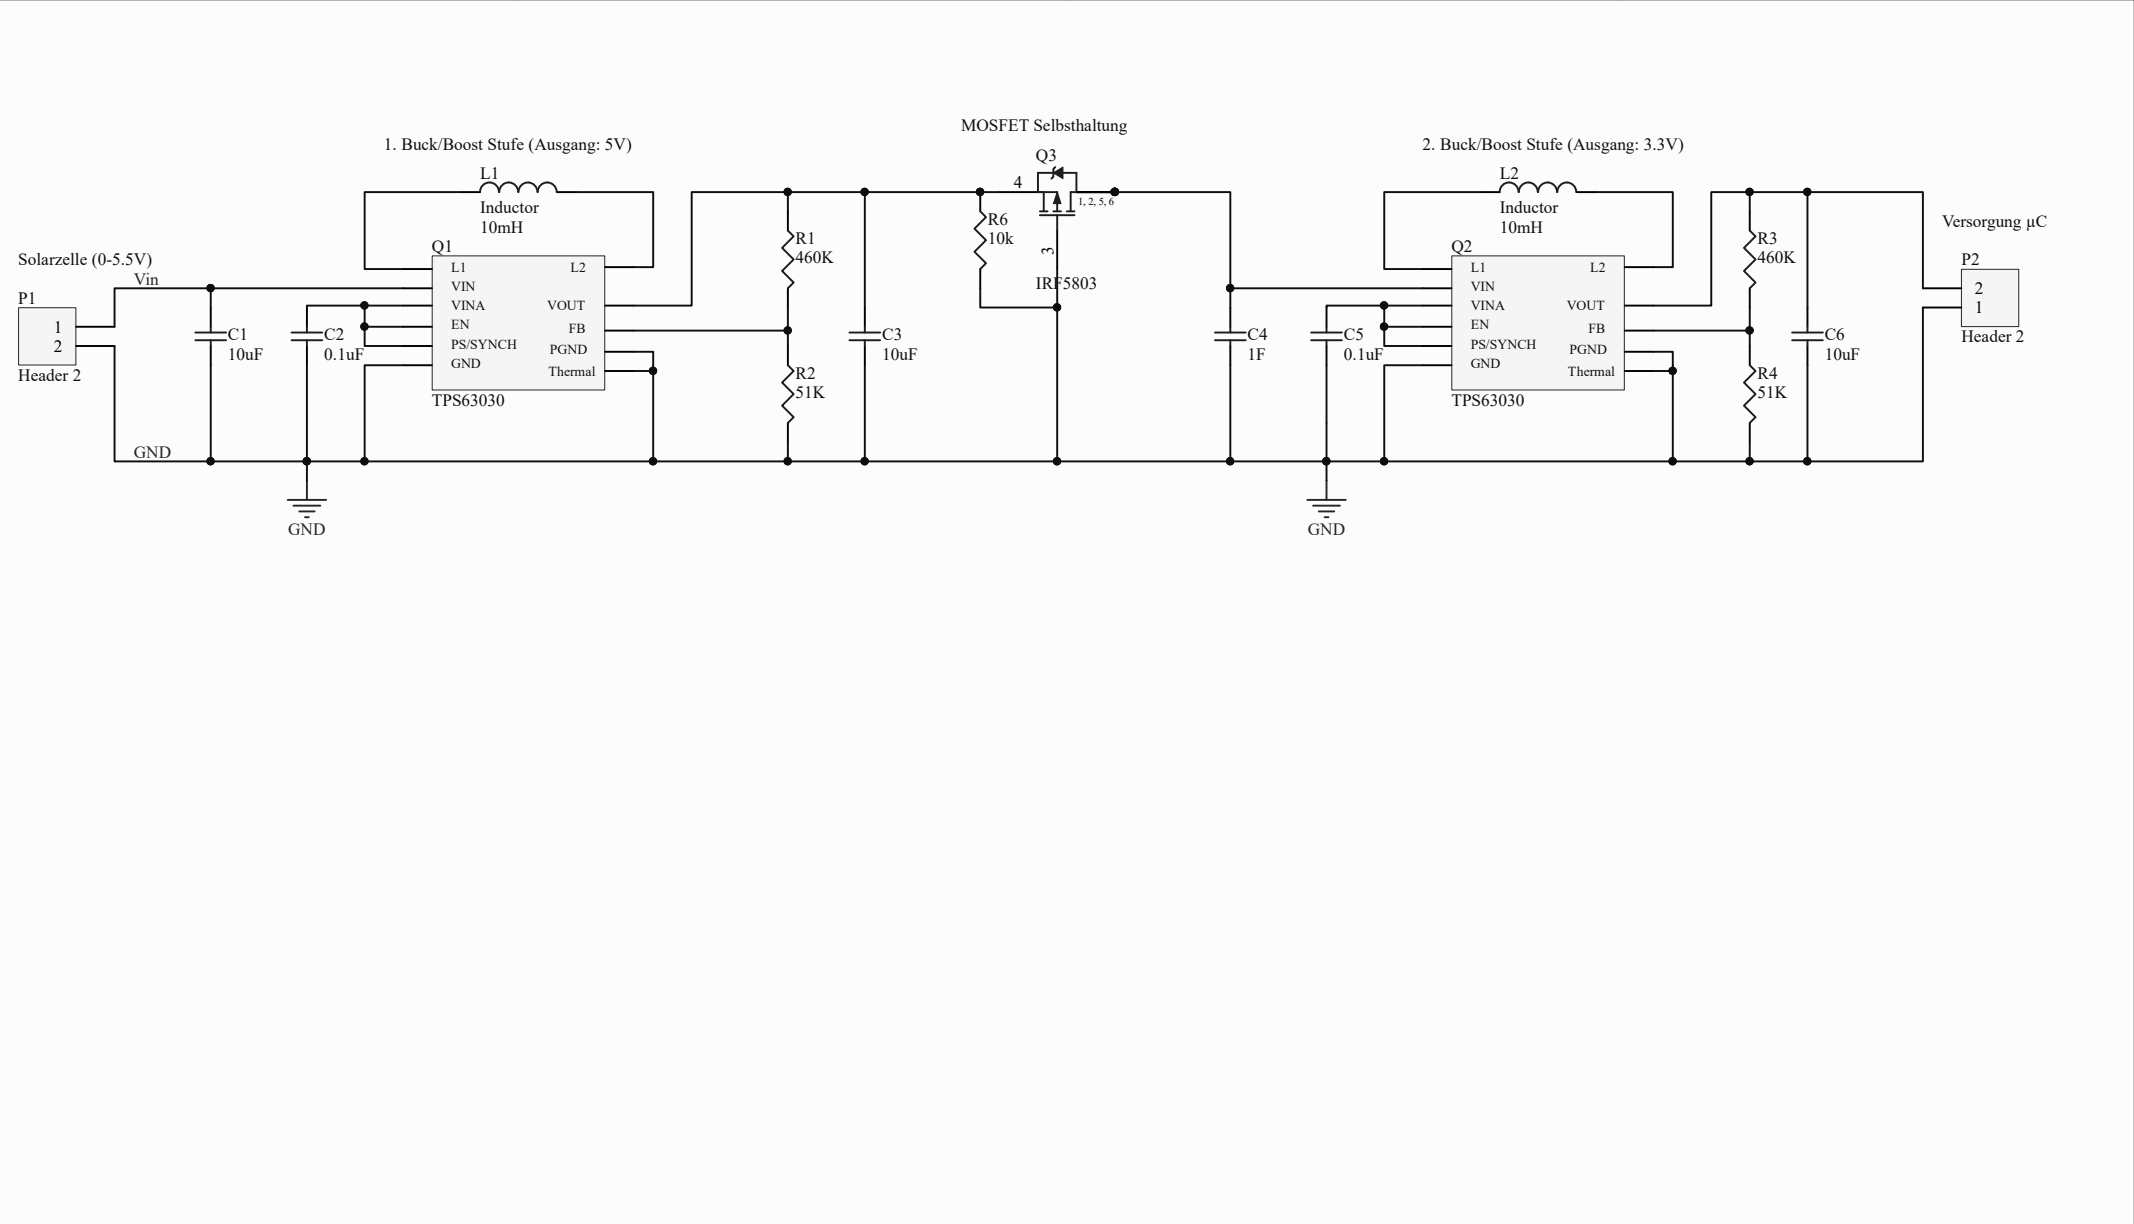 MOSFET Selbsthaltung
1. Buck/Boost Stufe (Ausgang: 5V)
L1
Inductor
10mH
Q1
L1
VIN
VINA
EN
PS/SYNCH
GND
L2
VOUT
FB
PGND
Thermal
TPS63030
Solarzelle (0-5.5V)
Vin
P1
1
2
Header 2
GND
C1
10uF
C2
0.1uF
GND
R1
460K
R2
51K
C3
10uF
R6
10k
Q3
4
1, 2, 5, 6
3
IRF5803
C4
1F
2. Buck/Boost Stufe (Ausgang: 3.3V)
L2
Inductor
10mH
Q2
L1
VIN
VINA
EN
PS/SYNCH
GND
L2
VOUT
FB
PGND
Thermal
TPS63030
C5
0.1uF
GND
R3
460K
R4
51K
C6
10uF
Versorgung µC
P2
2
1
Header 2